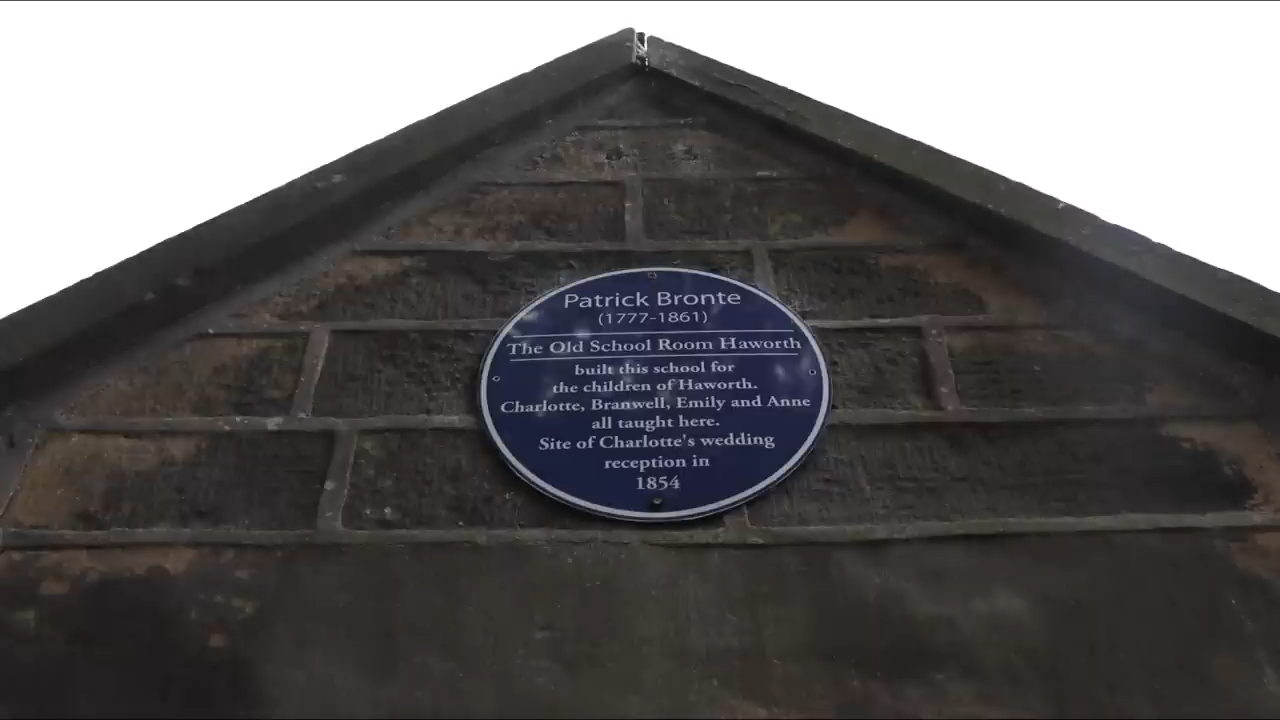 Patrick Bronte
(1777-1861)
The Old School Room Haworth
built this school for
the children of Haworth.
Charlotte, Branwell, Emily and Anne
all taught here.
Site of Charlotte's wedding
reception in
1854